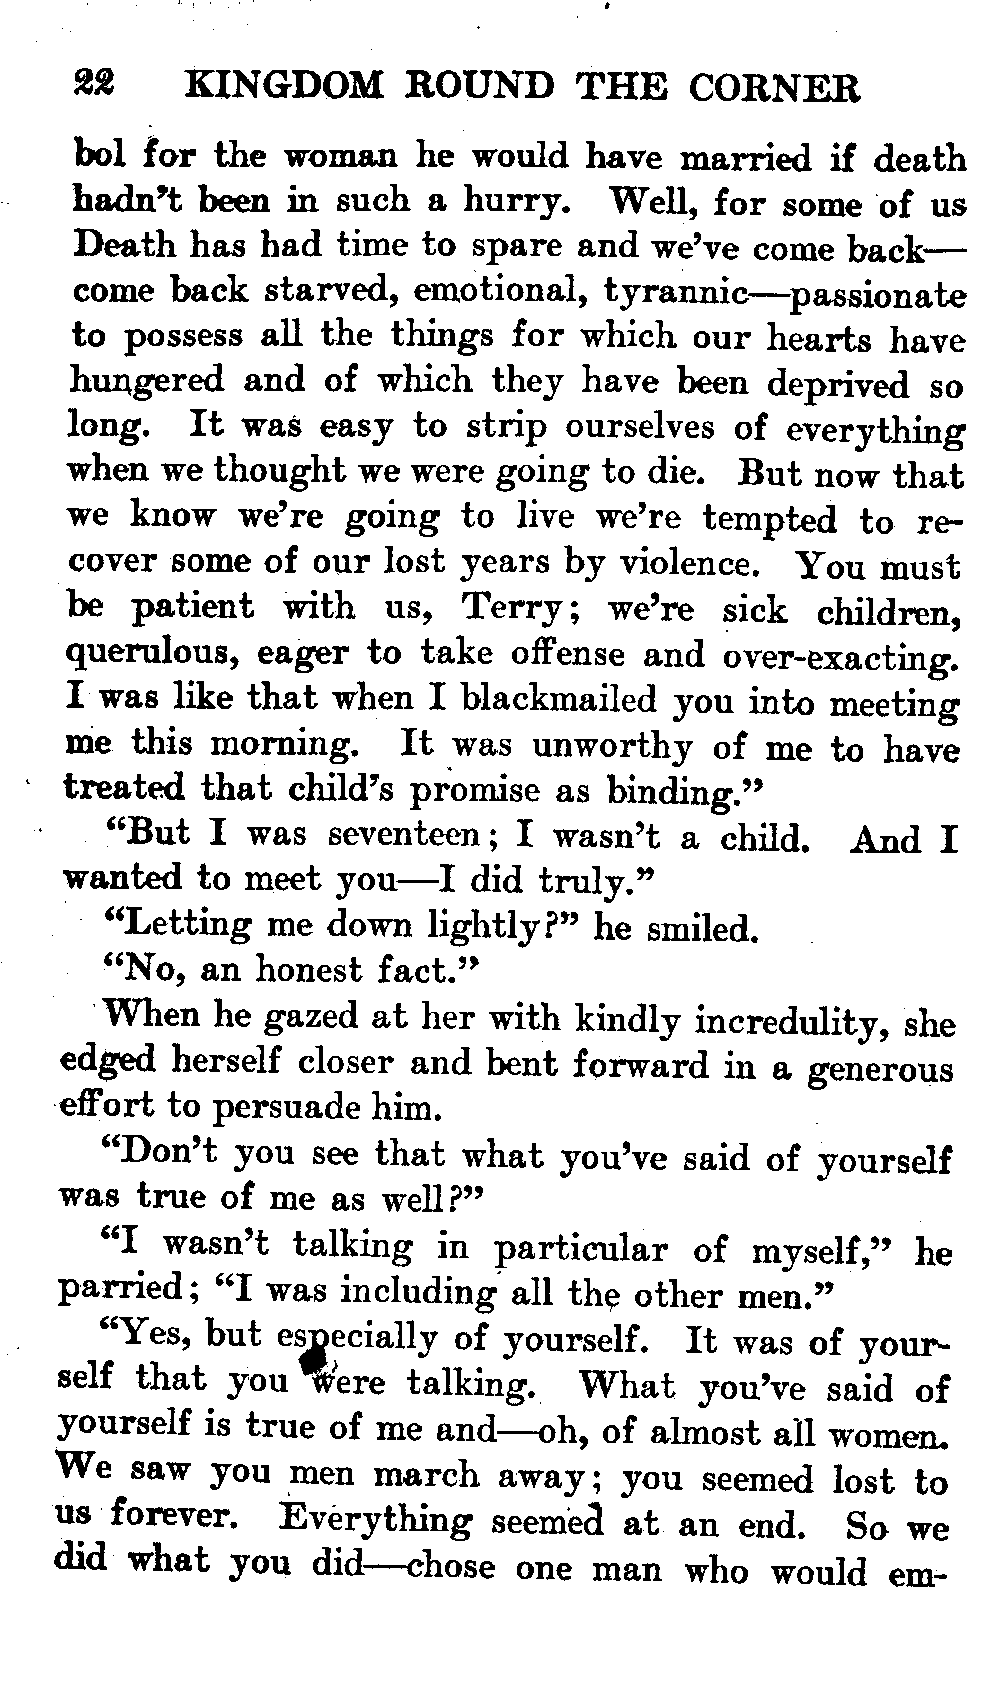 22 KINGDOM ROUND THE CORNER
bol for the woman he would have married if death
hadn't been in such a hurry. Well, for some of us
Death has had time to spare and we've come back—
come back starved, emotional, tyrannic—passionate
to possess all the things for which our hearts have
hungered and of which they have been deprived so
long. It was easy to strip ourselves of everything
when we thought we were going to die. But now that
we know we're going to live we're tempted to re-
cover some of our lost years by violence. You must
be patient with us, Terry; we're sick children,
querulous, eager to take offense and over-exacting.
I was like that when I blackmailed you into meeting
me this morning. It was unworthy of me to have
treated that child's promise as binding."
"But I was seventeen; I wasn't a child. And I
wanted to meet you—I did truly."
"Letting me down lightly?" he smiled.
"No, an honest fact."
When he gazed at her with kindly incredulity, she
edged herself closer and bent forward in a generous
effort to persuade him.
"Don't you see that what you've said of yourself
was true of me as well?"
"I wasn't talking in particular of myself," he
parried; "I was including all the other men."
"Yes, but especially of yourself. It was of your-
self that you were talking. What you've said of
yourself is true of me and—oh, of almost all women.
We saw you men march away; you seemed lost to
us forever. Everything seemed at an end. So we
did what you did—chose one man who would em-